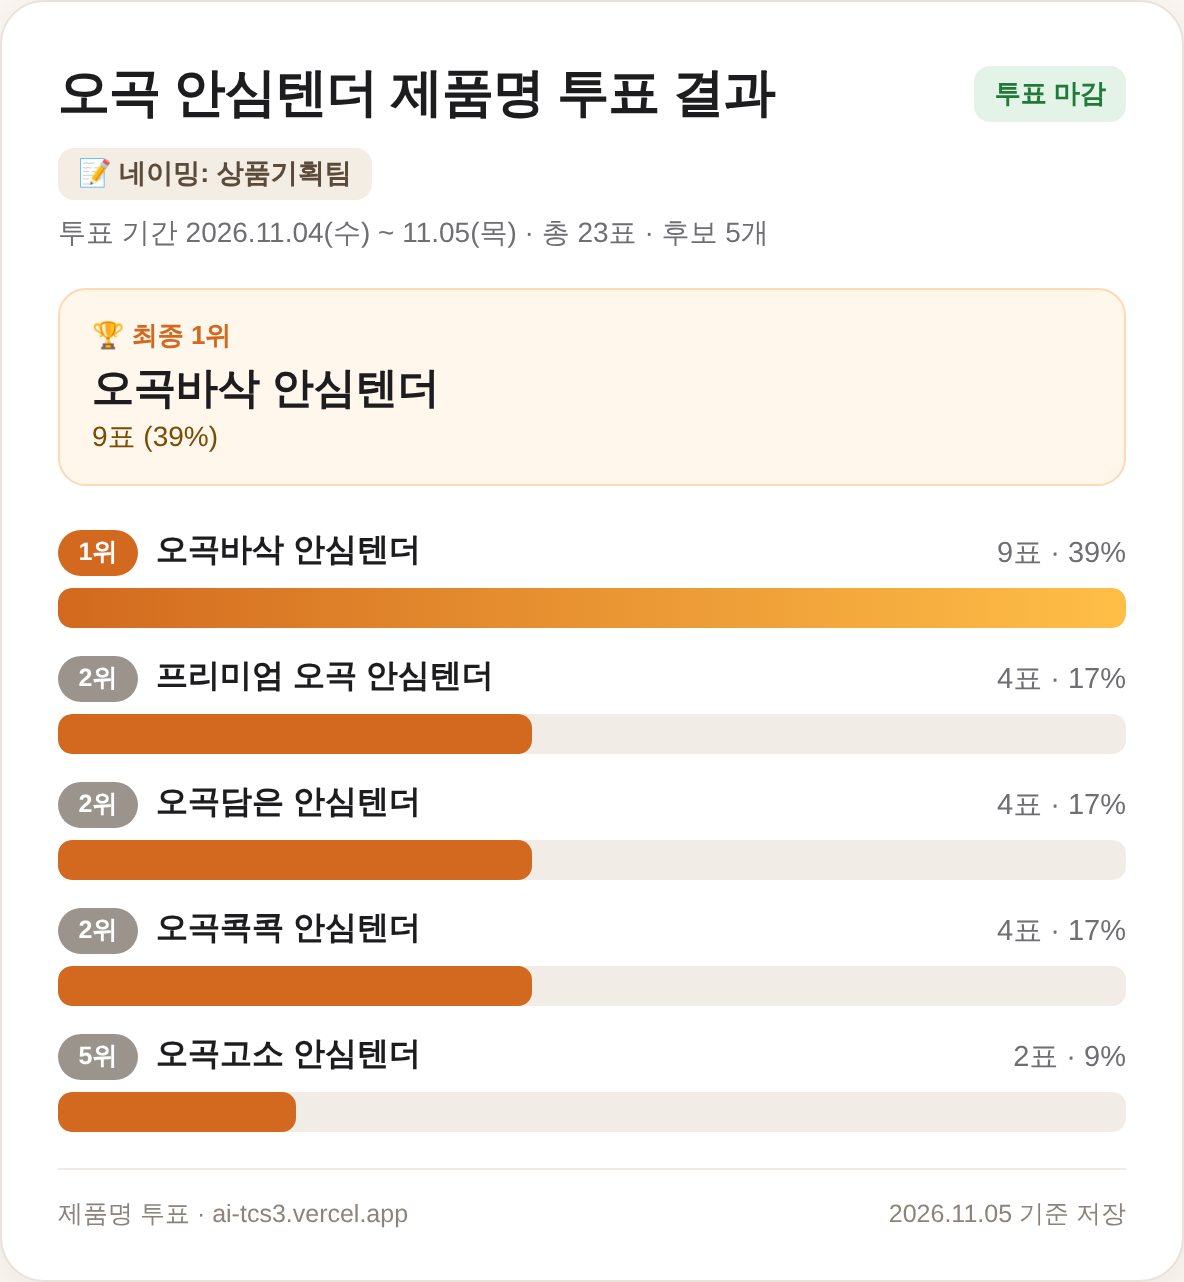 오곡 안심텐더 제품명 투표 결과
투표 마감
📝 네이밍: 상품기획팀
투표 기간 2026.11.04(수) ~ 11.05(목) · 총 23표 · 후보 5개
🏆 최종 1위
오곡바삭 안심텐더
9표 (39%)
1위 오곡바삭 안심텐더 9표 · 39%
2위 프리미엄 오곡 안심텐더 4표 · 17%
2위 오곡담은 안심텐더 4표 · 17%
2위 오곡콕콕 안심텐더 4표 · 17%
5위 오곡고소 안심텐더 2표 · 9%
제품명 투표 · ai-tcs3.vercel.app
2026.11.05 기준 저장